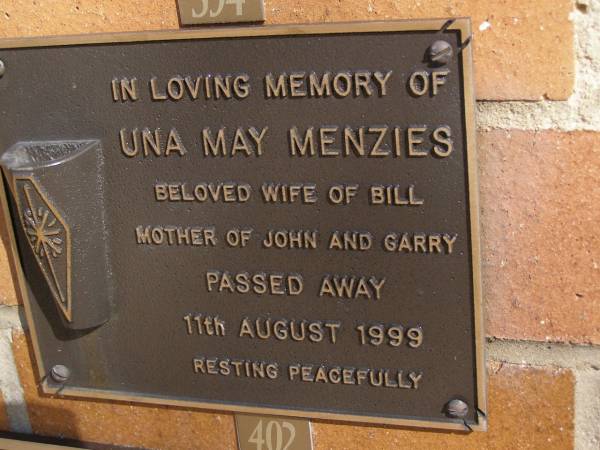 394
IN LOVING MEMORY OF
UNA MAY MENZIES
BELOVED WIFE OF BILL
MOTHER OF JOHN AND GARRY
PASSED AWAY
11th AUGUST 1999
RESTING PEACEFULLY
402